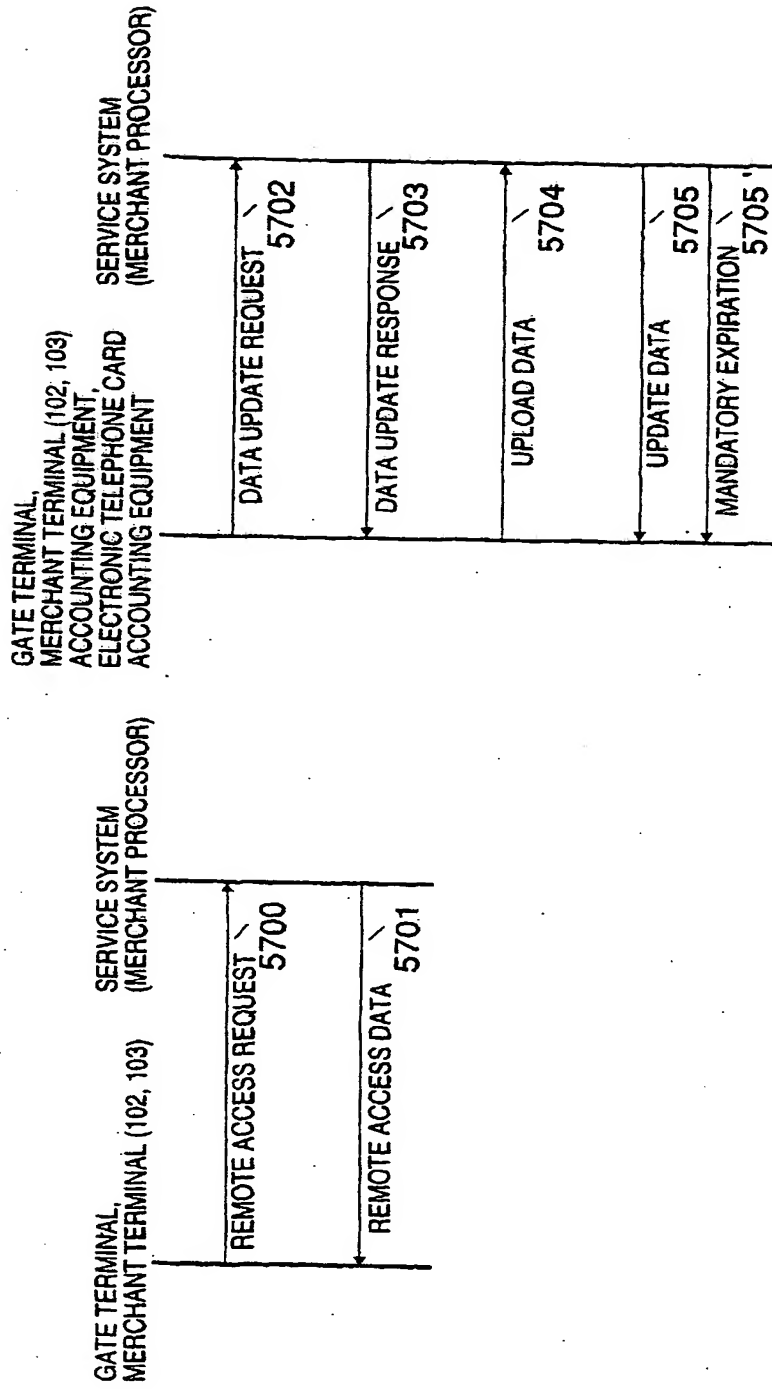 GATE TERMINAL,
MERCHANT TERMINAL (102, 103)
SERVICE SYSTEM
(MERCHANT PROCESSOR)
REMOTE ACCESS REQUEST
5700
REMOTE ACCESS DATA
5701
GATE TERMINAL,
MERCHANT TERMINAL (102, 103)
ACCOUNTING EQUIPMENT,
ELECTRONIC TELEPHONE CARD
ACCOUNTING EQUIPMENT
SERVICE SYSTEM
(MERCHANT PROCESSOR)
DATA UPDATE REQUEST
5702
DATA UPDATE RESPONSE
5703
UPLOAD DATA
5704
UPDATE DATA
5705
MANDATORY EXPIRATION
5705'